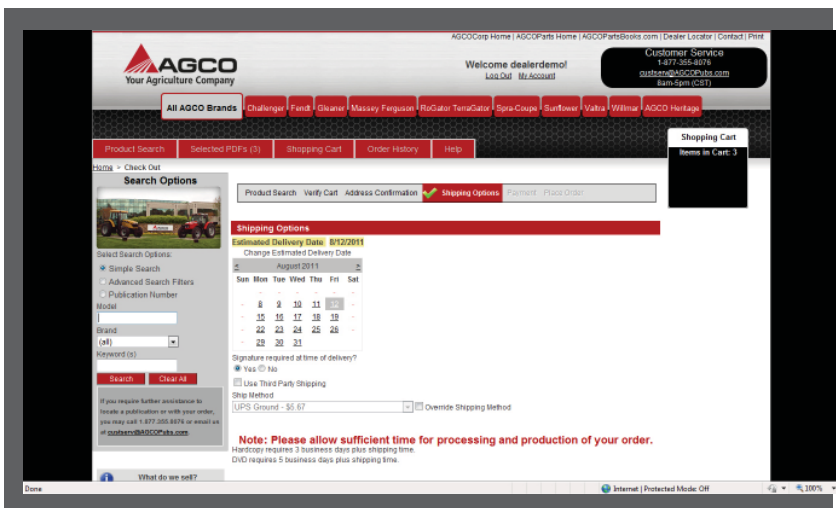 AGCOCorp Home | AGCOParts Home | AGCOPartsBooks.com | Dealer Locator | Contact | Print
AGCO
Your Agriculture Company
Welcome dealerdemo!
Log Out My Account
Customer Service
1-877-355-8076
custserv@AGCOPubs.com
8am-5pm (CST)
All AGCO Brands Challenger Fendt Gleaner Massey Ferguson RoGator TerraGator Spra-Coupe Sunflower Valtra Willmar AGCO Heritage
Product Search Selected PDFs (3) Shopping Cart Order History Help
Shopping Cart
Items in Cart: 3
Home > Check Out
Search Options
Select Search Options:
Simple Search
Advanced Search Filters
Publication Number
Model
Brand
(all)
Keyword (s)
Search Clear All
If you require further assistance to
locate a publication or with your order,
you may call 1.877.355.8076 or email us
at custserv@AGCOPubs.com.
What do we sell?
Product Search Verify Cart Address Confirmation Shipping Options Payment Place Order
Shipping Options
Estimated Delivery Date 8/12/2011
Change Estimated Delivery Date
< August 2011 >
Sun Mon Tue Wed Thu Fri Sat
- - - - - -
- 8 9 10 11 12 -
- 15 16 17 18 19 -
- 22 23 24 25 26 -
- 29 30 31
Signature required at time of delivery?
Yes No
Use Third Party Shipping
Ship Method
UPS Ground - $5.67 Override Shipping Method
Note: Please allow sufficient time for processing and production of your order.
Hardcopy requires 3 business days plus shipping time.
DVD requires 5 business days plus shipping time.
Done Internet | Protected Mode: Off 100%